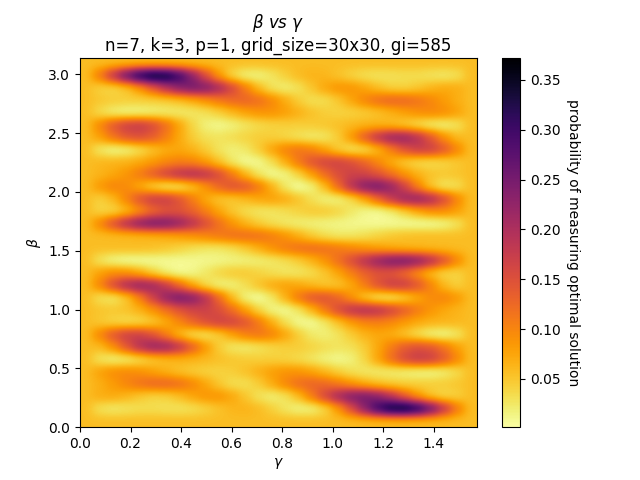 β vs γ
n=7, k=3, p=1, grid_size=30x30, gi=585
3.0
2.5
2.0
1.5
1.0
0.5
0.0
β
0.0 0.2 0.4 0.6 0.8 1.0 1.2 1.4
γ
0.35
0.30
0.25
0.20
0.15
0.10
0.05
probability of measuring optimal solution